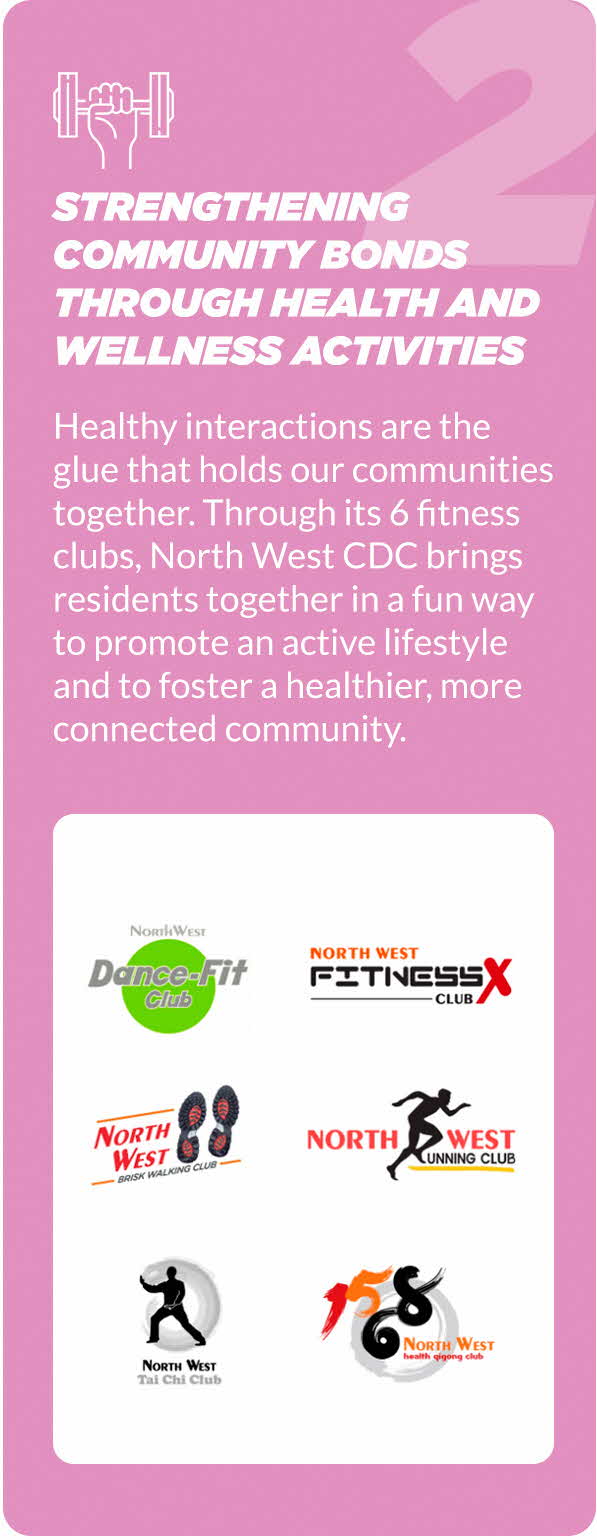 2
STRENGTHENING
COMMUNITY BONDS
THROUGH HEALTH AND
WELLNESS ACTIVITIES
Healthy interactions are the
glue that holds our communities
together. Through its 6 fitness
clubs, North West CDC brings
residents together in a fun way
to promote an active lifestyle
and to foster a healthier, more
connected community.
NORTHWEST
Dance-Fit
Club
NORTH WEST
FITNESSX
CLUB
NORTH
WEST
BRISK WALKING CLUB
NORTH WEST
RUNNING CLUB
NORTH WEST
Tai Chi Club
1568
NORTH WEST
health qigong club